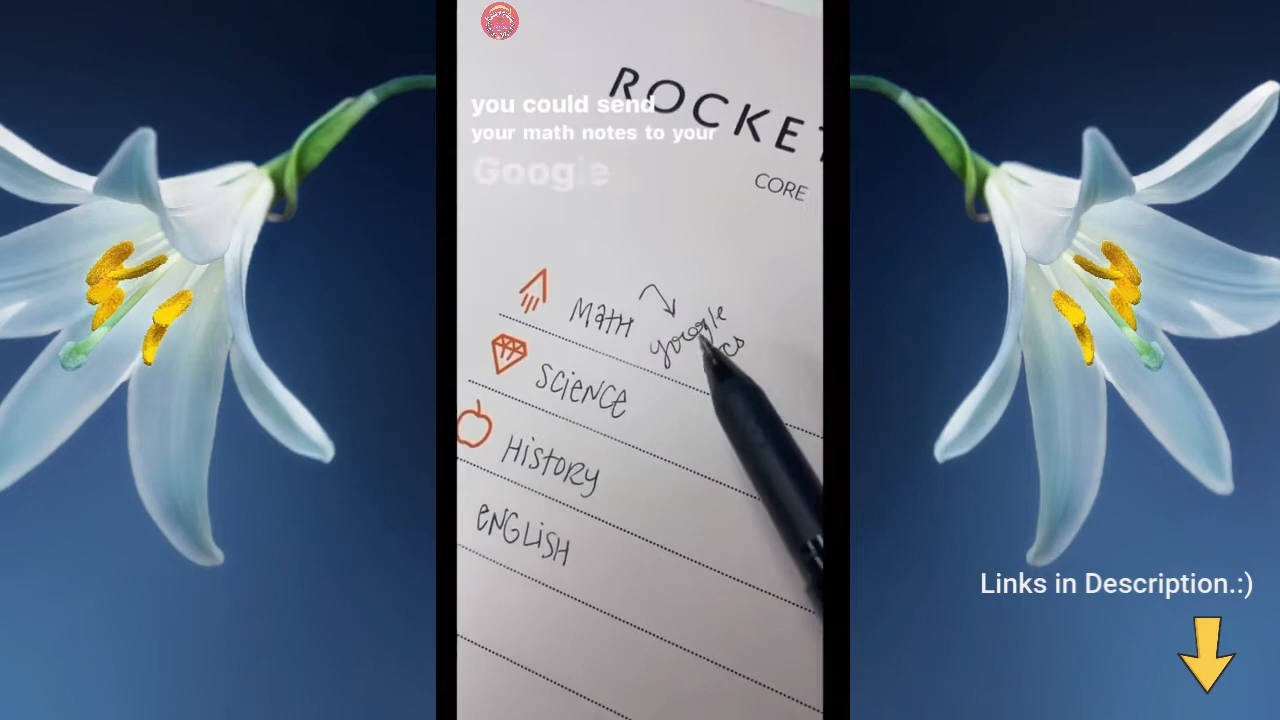 you could send
your math notes to your
Google
ROCKET
CORE
Math
google
Science
History
ENGLISH
Links in Description.:)